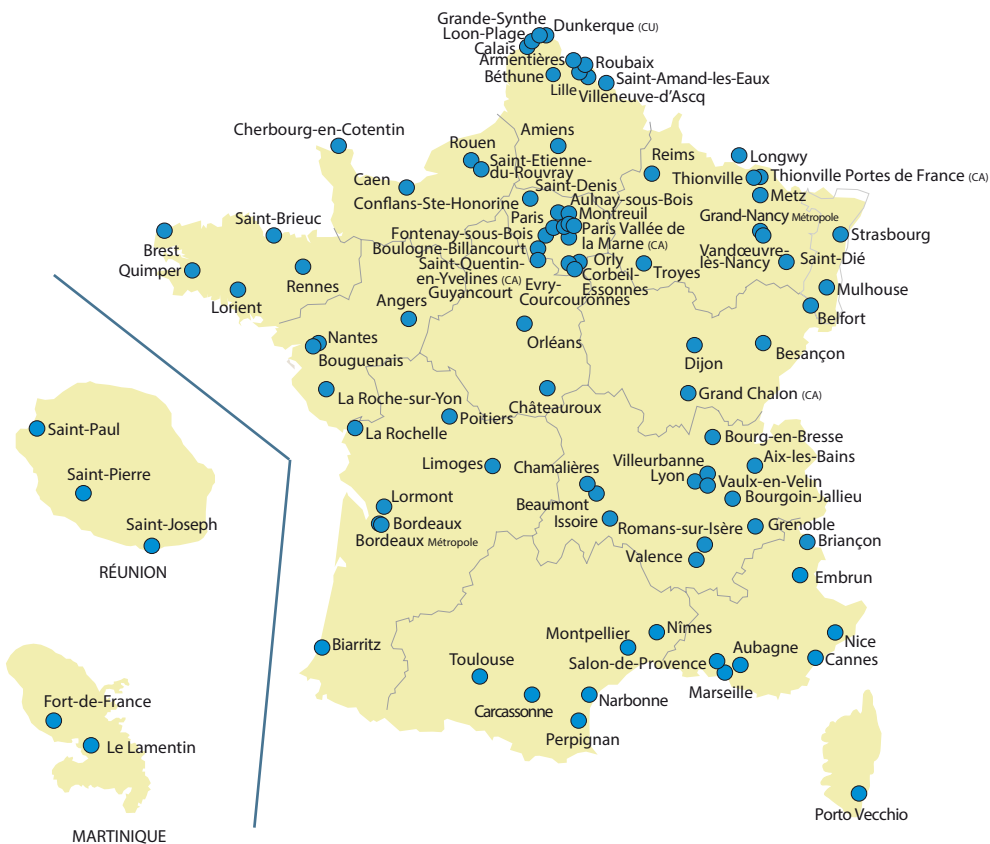 Grande-Synthe
Dunkerque (CU)
Loon-Plage
Calais
Armentières
Roubaix
Béthune
Saint-Amand-les-Eaux
Lille
Villeneuve-d'Ascq
Cherbourg-en-Cotentin
Amiens
Rouen
Saint-Etienne-
du-Rouvray
Reims
Longwy
Thionville
Thionville Portes de France (CA)
Metz
Caen
Saint-Denis
Conflans-Ste-Honorine
Aulnay-sous-Bois
Paris
Montreuil
Grand-Nancy Métropole
Saint-Brieuc
Fontenay-sous-Bois
Paris Vallée de
la Marne (CA)
Strasbourg
Brest
Boulogne-Billancourt
Vandœuvre-
lès-Nancy
Saint-Dié
Quimper
Rennes
Saint-Quentin-
en-Yvelines (CA)
Orly
Troyes
Guyancourt
Evry-
Courcouronnes
Corbeil-
Essonnes
Mulhouse
Lorient
Angers
Belfort
Nantes
Orléans
Bouguenais
Dijon
Besançon
La Roche-sur-Yon
Châteauroux
Grand Chalon (CA)
Poitiers
La Rochelle
Saint-Paul
Bourg-en-Bresse
Limoges
Chamalières
Villeurbanne
Aix-les-Bains
Saint-Pierre
Lyon
Vaulx-en-Velin
Lormont
Beaumont
Bourgoin-Jallieu
Saint-Joseph
Bordeaux
Issoire
Romans-sur-Isère
Grenoble
Bordeaux Métropole
Briançon
Valence
RÉUNION
Embrun
Biarritz
Montpellier
Nîmes
Nice
Toulouse
Salon-de-Provence
Aubagne
Cannes
Marseille
Fort-de-France
Carcassonne
Narbonne
Perpignan
Le Lamentin
Porto Vecchio
MARTINIQUE